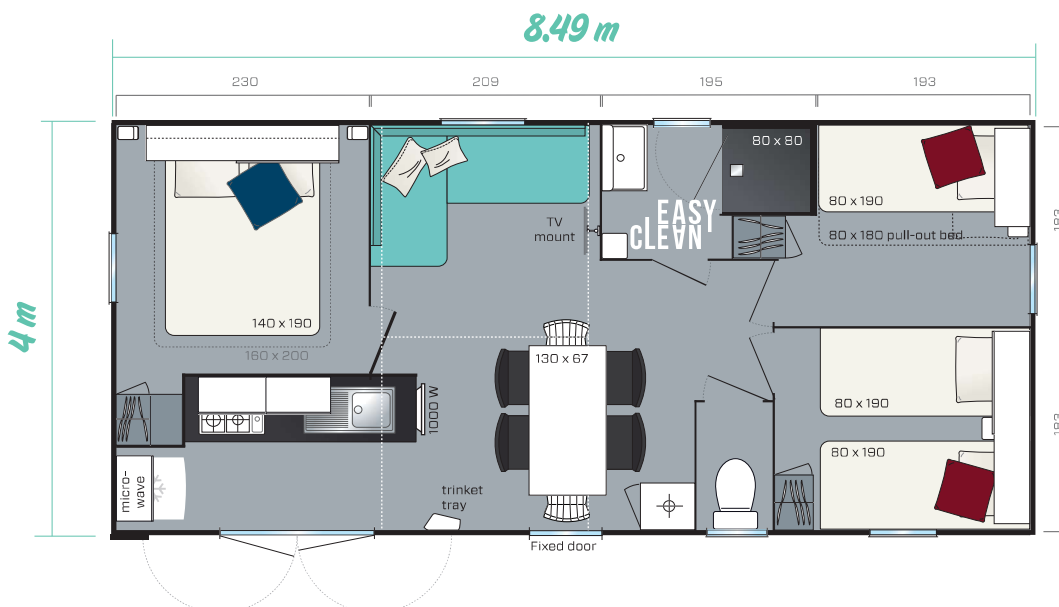 8.49 m
230
209
195
193
4 m
80 x 80
80 x 190
80 x 180 pull-out bed
TV
mount
EASY
CLEAN
140 x 190
160 x 200
130 x 67
1000 W
80 x 190
80 x 190
micro-
wave
trinket
tray
Fixed door